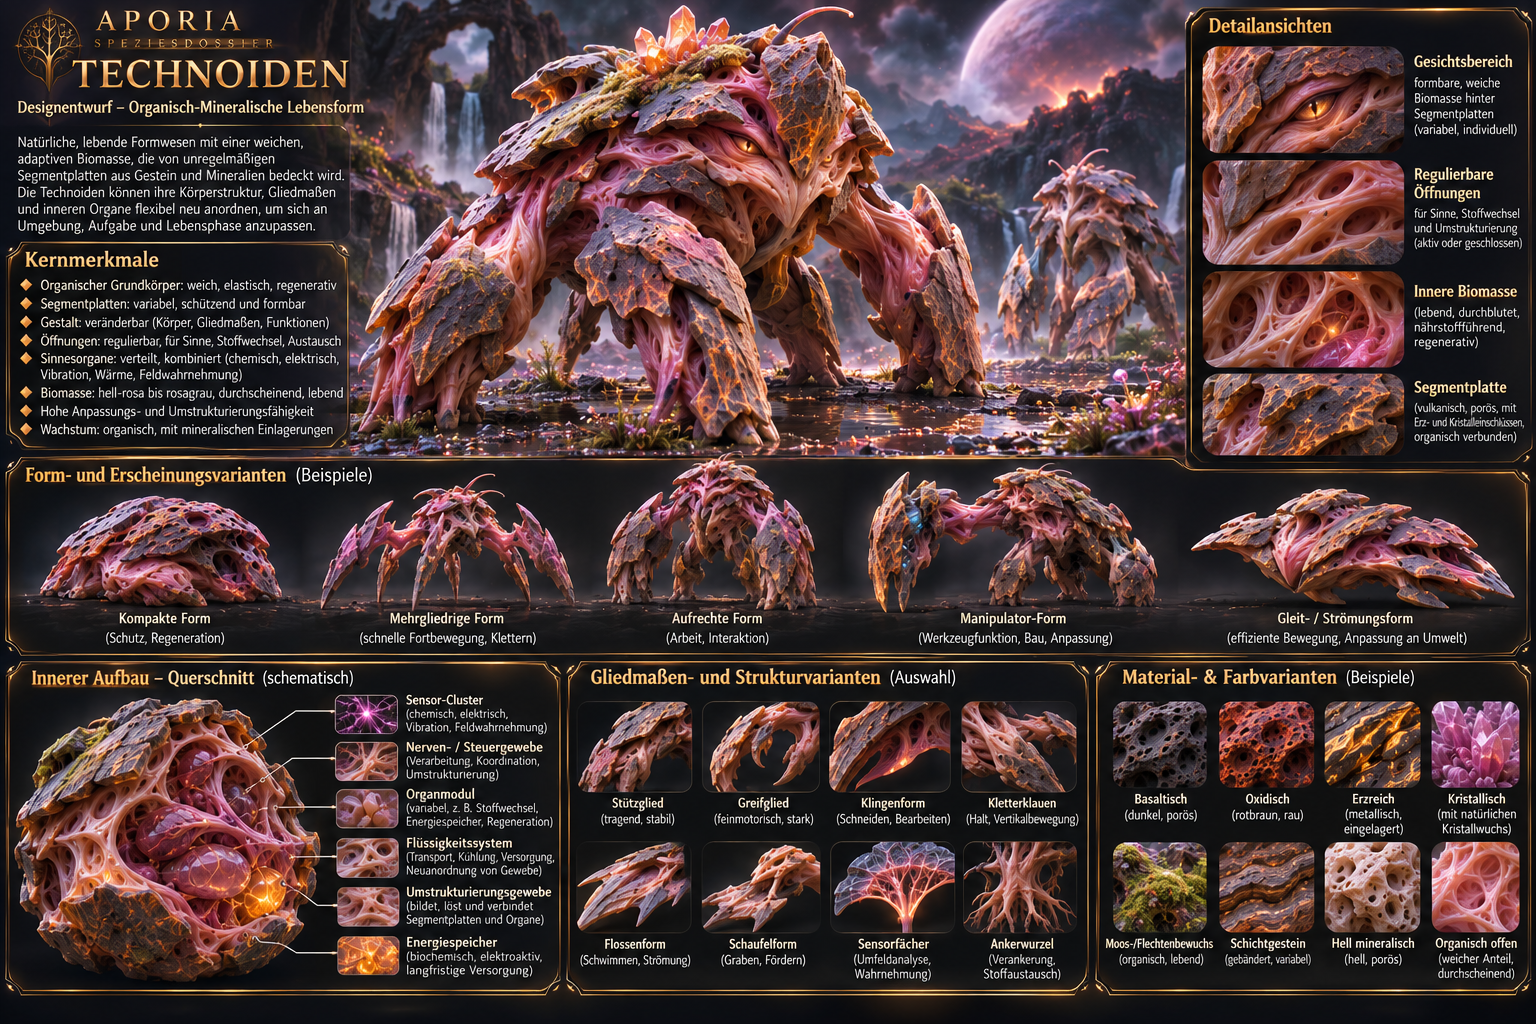 APORIA
SPEZIESDOSSIER
TECHNOIDEN
Designentwurf – Organisch-Mineralische Lebensform
Natürliche, lebende Formwesen mit einer weichen,
adaptiven Biomasse, die von unregelmäßigen
Segmentplatten aus Gestein und Mineralien bedeckt wird.
Die Technoiden können ihre Körperstruktur, Gliedmaßen
und inneren Organe flexibel neu anordnen, um sich an
Umgebung, Aufgabe und Lebensphase anzupassen.
Kernmerkmale
Organischer Grundkörper: weich, elastisch, regenerativ
Segmentplatten: variabel, schützend und formbar
Gestalt: veränderbar (Körper, Gliedmaßen, Funktionen)
Öffnungen: regulierbar, für Sinne, Stoffwechsel, Austausch
Sinnesorgane: verteilt, kombiniert (chemisch, elektrisch,
Vibration, Wärme, Feldwahrnehmung)
Biomasse: hell-rosa bis rosagrau, durchscheinend, lebend
Hohe Anpassungs- und Umstrukturierungsfähigkeit
Wachstum: organisch, mit mineralischen Einlagerungen
Detailansichten
Gesichtsbereich
formbare, weiche
Biomasse hinter
Segmentplatten
(variabel, individuell)
Regulierbare
Öffnungen
für Sinne, Stoffwechsel
und Umstrukturierung
(aktiv oder geschlossen)
Innere Biomasse
(lebend, durchblutet,
nährstoffführend,
regenerativ)
Segmentplatte
(vulkanisch, porös, mit
Erz- und Kristalleinschlüssen,
organisch verbunden)
Form- und Erscheinungsvarianten (Beispiele)
Kompakte Form
(Schutz, Regeneration)
Mehrgliedrige Form
(schnelle Fortbewegung, Klettern)
Aufrechte Form
(Arbeit, Interaktion)
Manipulator-Form
(Werkzeugfunktion, Bau, Anpassung)
Gleit- / Strömungsform
(effiziente Bewegung, Anpassung an Umwelt)
Innerer Aufbau – Querschnitt (schematisch)
Sensor-Cluster
(chemisch, elektrisch,
Vibration, Feldwahrnehmung)
Nerven- / Steuergewebe
(Verarbeitung, Koordination,
Umstrukturierung)
Organmodul
(variabel, z. B. Stoffwechsel,
Energiespeicher, Regeneration)
Flüssigkeitssystem
(Transport, Kühlung, Versorgung,
Neuanordnung von Gewebe)
Umstrukturierungsgewebe
(bildet, löst und verbindet
Segmentplatten und Organe)
Energiespeicher
(biochemisch, elektroaktiv,
langfristige Versorgung)
Gliedmaßen- und Strukturvarianten (Auswahl)
Stützglied
(tragend, stabil)
Greifglied
(feinmotorisch, stark)
Klingenform
(Schneiden, Bearbeiten)
Kletterklauen
(Halt, Vertikalbewegung)
Flossenform
(Schwimmen, Strömung)
Schaufelform
(Graben, Fördern)
Sensorfächer
(Umfeldanalyse,
Wahrnehmung)
Ankerwurzel
(Verankerung,
Stoffaustausch)
Material- & Farbvarianten (Beispiele)
Basaltisch
(dunkel, porös)
Oxidisch
(rotbraun, rau)
Erzreich
(metallisch,
eingelagert)
Kristallisch
(mit natürlichen
Kristallwuchs)
Moos-/Flechtenbewuchs
(organisch, lebend)
Schichtgestein
(gebändert, variabel)
Hell mineralisch
(hell, porös)
Organisch offen
(weicher Anteil,
durchscheinend)